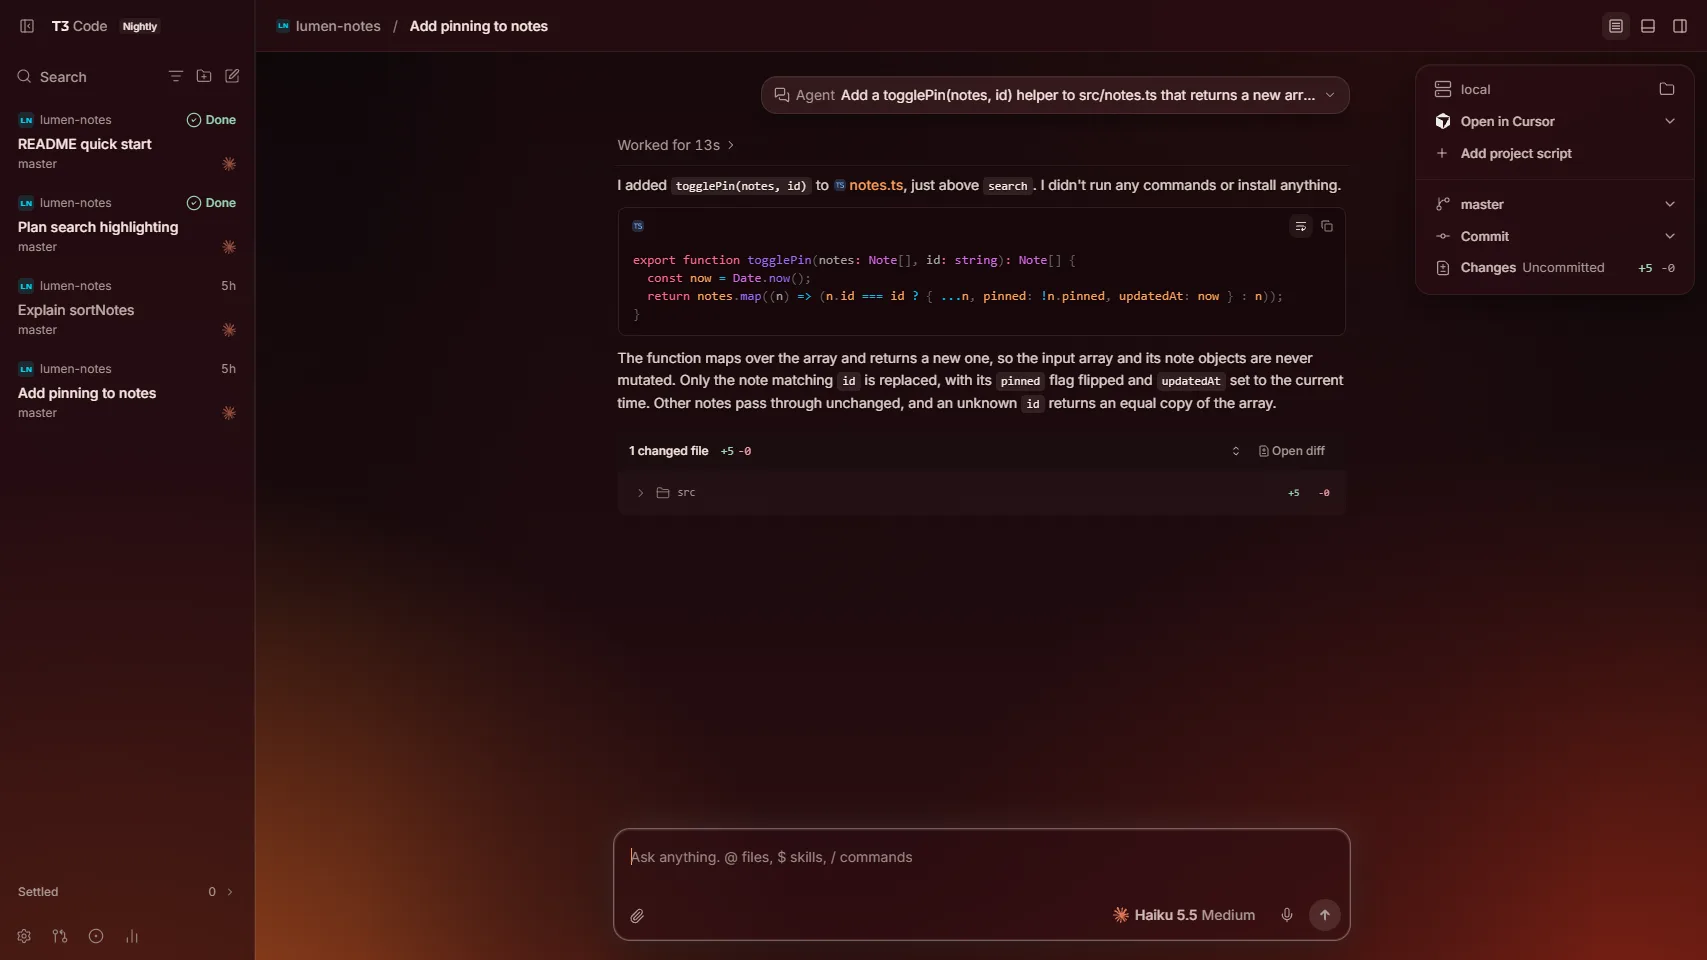 T3 Code Nightly
Search
LN lumen-notes Done
README quick start
master
LN lumen-notes Done
Plan search highlighting
master
LN lumen-notes 5h
Explain sortNotes
master
LN lumen-notes 5h
Add pinning to notes
master
Settled 0
LN lumen-notes / Add pinning to notes
Agent Add a togglePin(notes, id) helper to src/notes.ts that returns a new arr...
Worked for 13s
I added togglePin(notes, id) to TS notes.ts, just above search. I didn't run any commands or install anything.
TS
export function togglePin(notes: Note[], id: string): Note[] {
const now = Date.now();
return notes.map((n) => (n.id === id ? { ...n, pinned: !n.pinned, updatedAt: now } : n));
}
The function maps over the array and returns a new one, so the input array and its note objects are never
mutated. Only the note matching id is replaced, with its pinned flag flipped and updatedAt set to the current
time. Other notes pass through unchanged, and an unknown id returns an equal copy of the array.
1 changed file +5 -0 Open diff
src +5 -0
Ask anything. @ files, $ skills, / commands
Haiku 5.5 Medium
local
Open in Cursor
Add project script
master
Commit
Changes Uncommitted +5 -0